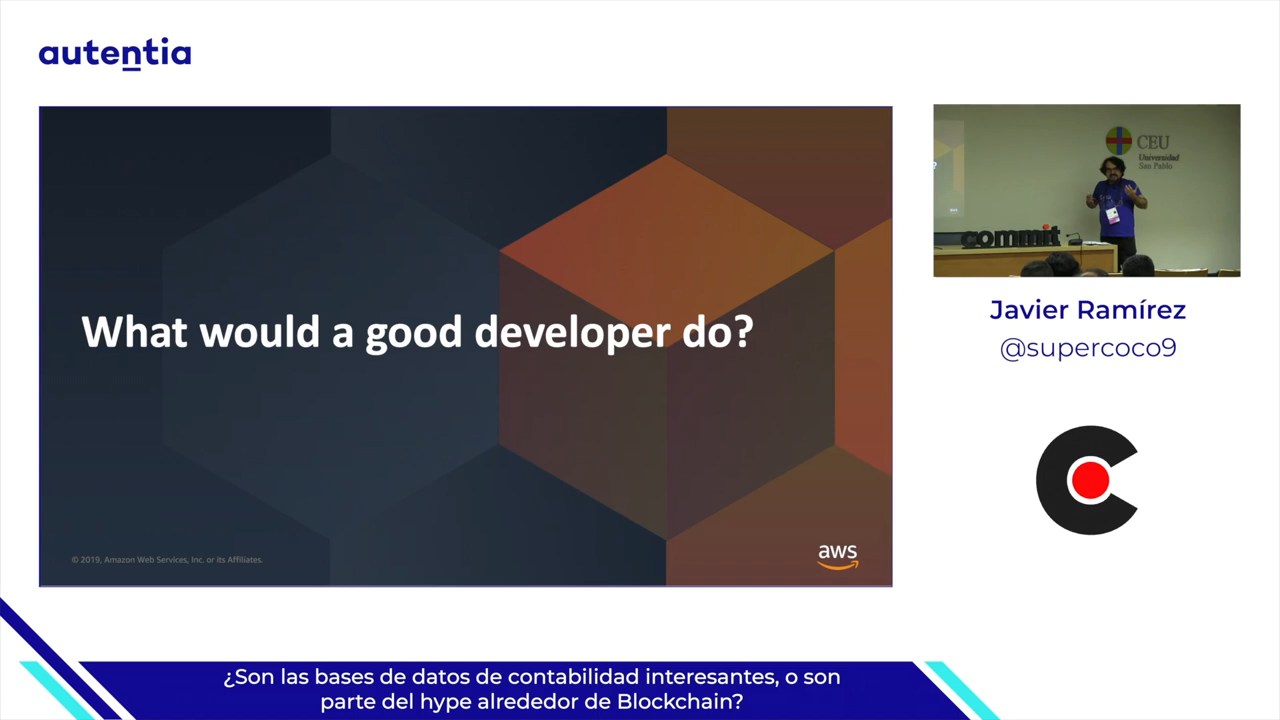 autentia
What would a good developer do?
© 2019, Amazon Web Services, Inc. or its Affiliates.
aws
CEU
Universidad
San Pablo
commit
Javier Ramírez
@supercoco9
¿Son las bases de datos de contabilidad interesantes, o son
parte del hype alrededor de Blockchain?